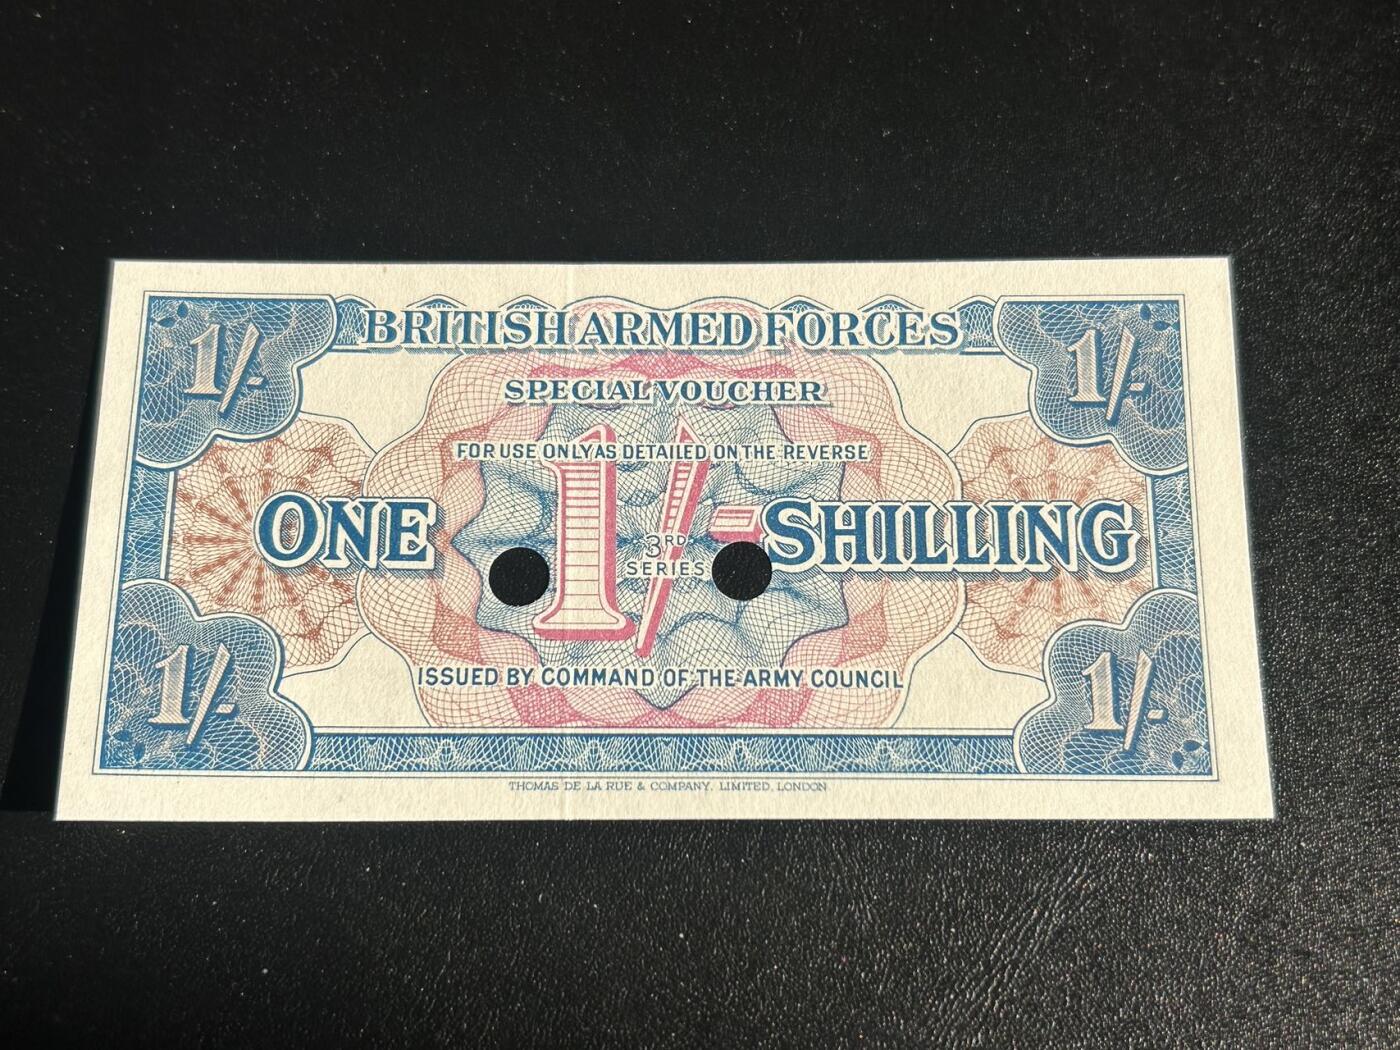 1/- BRITISH ARMED FORCES 1/-
SPECIAL VOUCHER
FOR USE ONLY AS DETAILED ON THE REVERSE
ONE 1/- SHILLING
3RD
SERIES
ISSUED BY COMMAND OF THE ARMY COUNCIL
1/- 1/-
THOMAS DE LA RUE & COMPANY, LIMITED, LONDON